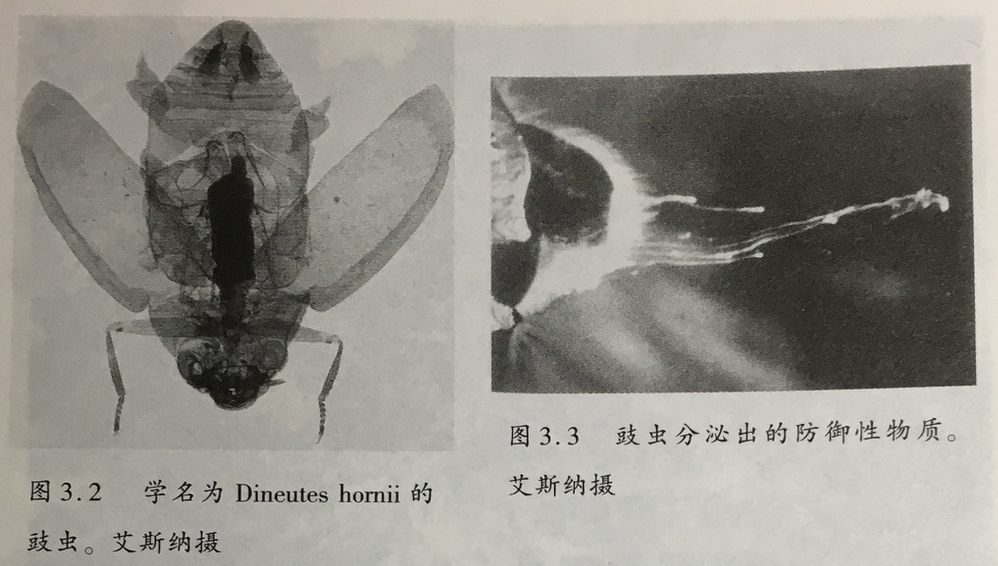 图3.2 学名为 Dineutes hornii 的
豉虫。艾斯纳摄
图3.3 豉虫分泌出的防御性物质。
艾斯纳摄